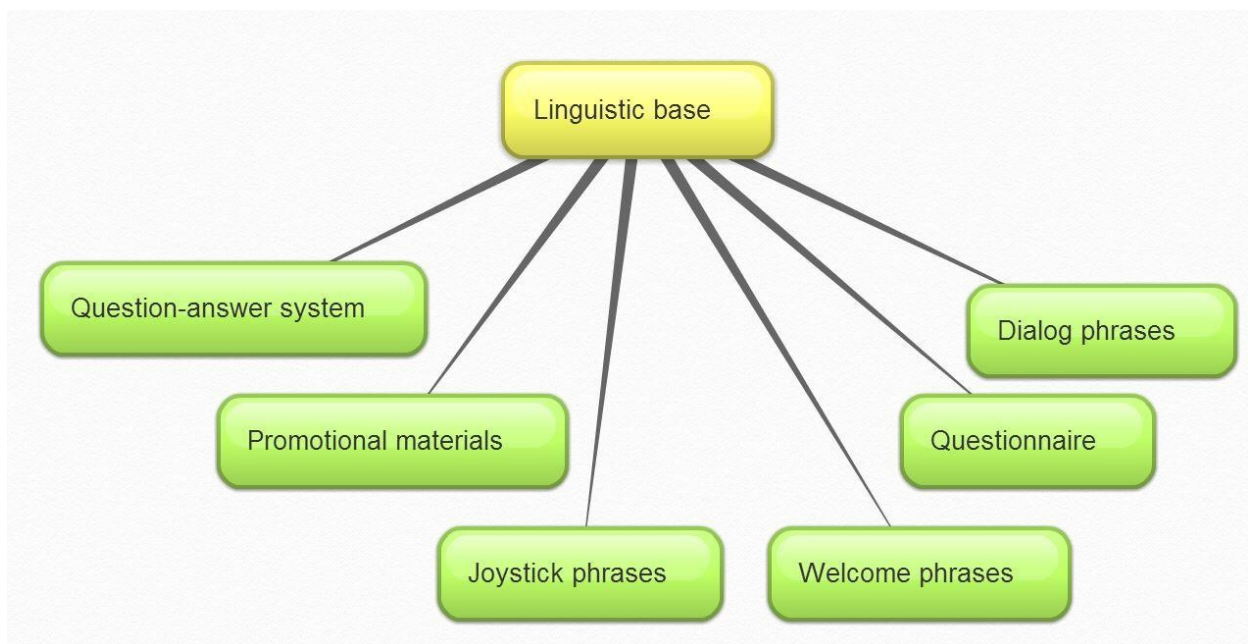 Linguistic base
Question-answer system
Dialog phrases
Promotional materials
Questionnaire
Joystick phrases
Welcome phrases